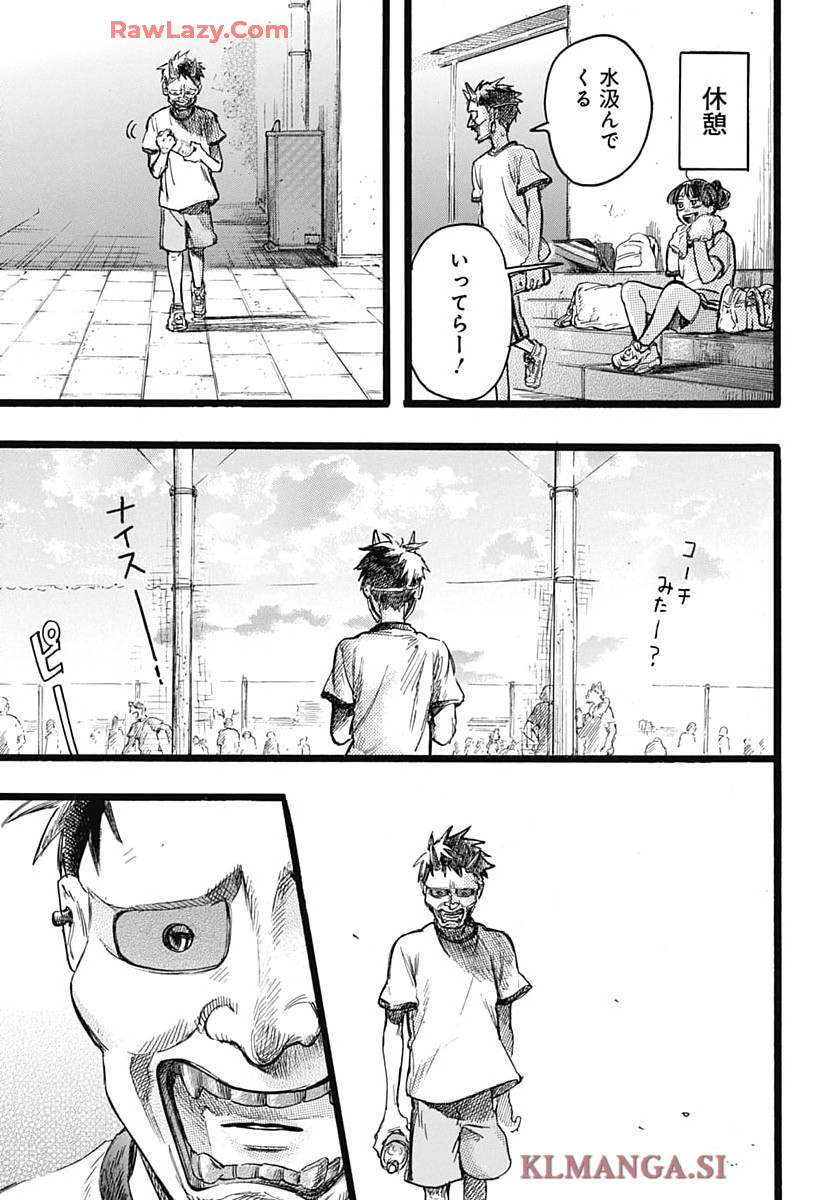 RawLazy.Com
休憩
水汲んで
くる
いってらー！
コーチ
みたー？
ナイスー…！
ピーー
KLMANGA.SI